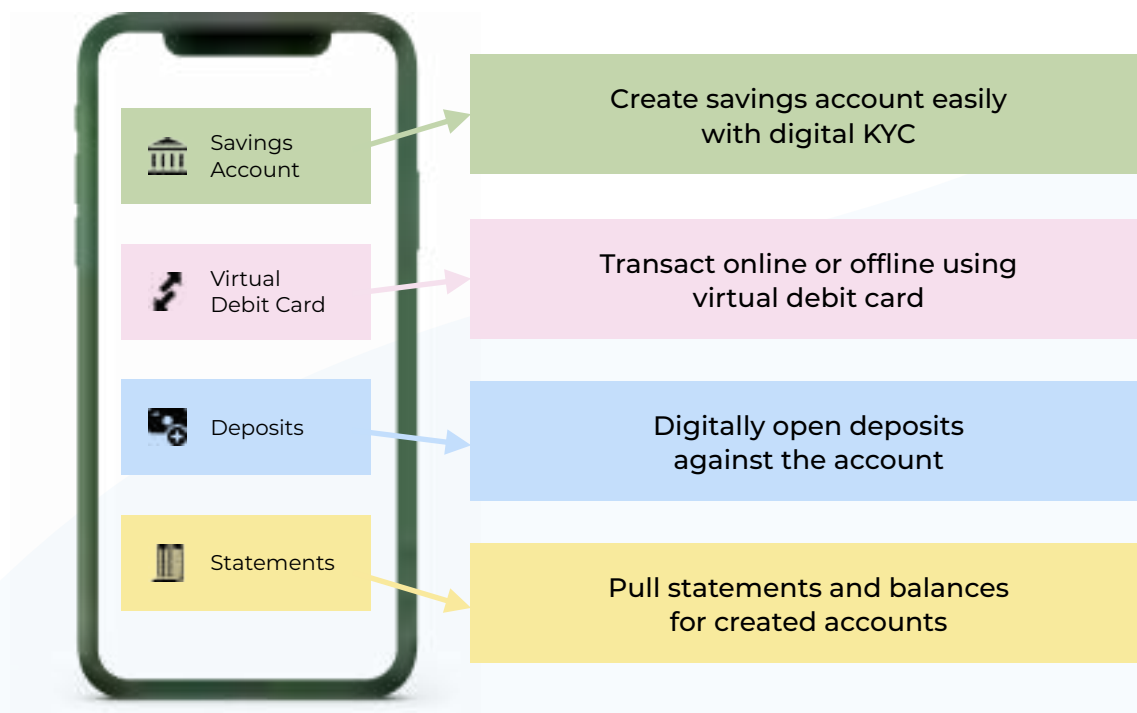 Savings
Account
Create savings account easily
with digital KYC
Virtual
Debit Card
Transact online or offline using
virtual debit card
Deposits
Digitally open deposits
against the account
Statements
Pull statements and balances
for created accounts